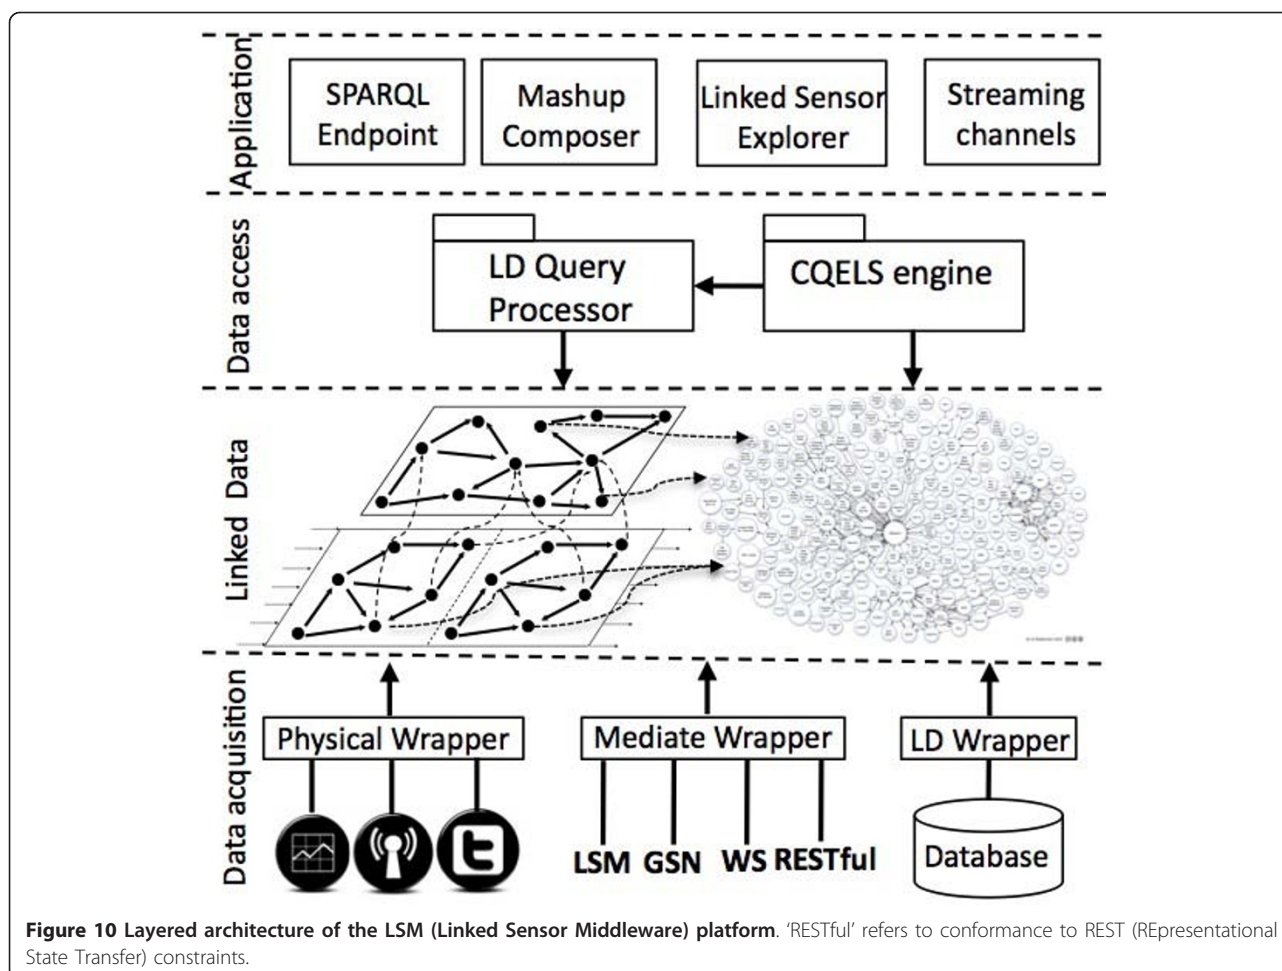 Application
SPARQL
Endpoint
Mashup
Composer
Linked Sensor
Explorer
Streaming
channels
Data access
LD Query
Processor
CQELS engine
Linked Data
Data acquisition
Physical Wrapper
Mediate Wrapper
LD Wrapper
LSM GSN WS RESTful
Database
Figure 10 Layered architecture of the LSM (Linked Sensor Middleware) platform. ‘RESTful’ refers to conformance to REST (REpresentational
State Transfer) constraints.